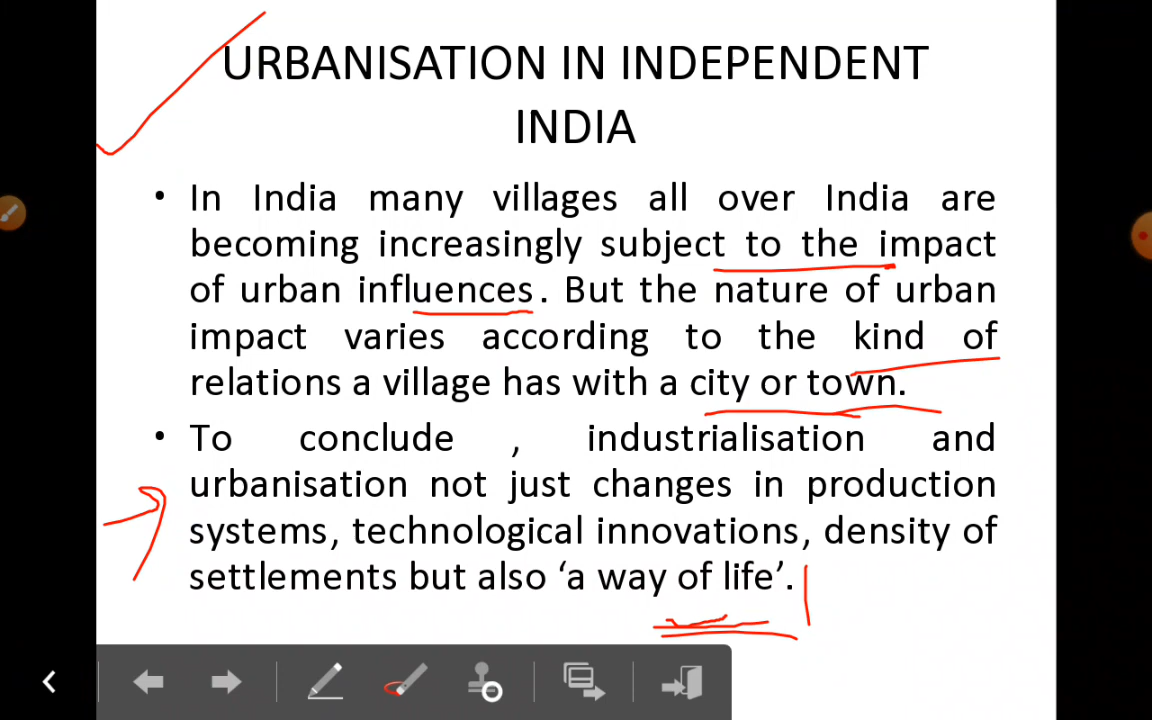 URBANISATION IN INDEPENDENT
INDIA
• In India many villages all over India are
becoming increasingly subject to the impact
of urban influences. But the nature of urban
impact varies according to the kind of
relations a village has with a city or town.
• To conclude , industrialisation and
urbanisation not just changes in production
systems, technological innovations, density of
settlements but also ‘a way of life’.